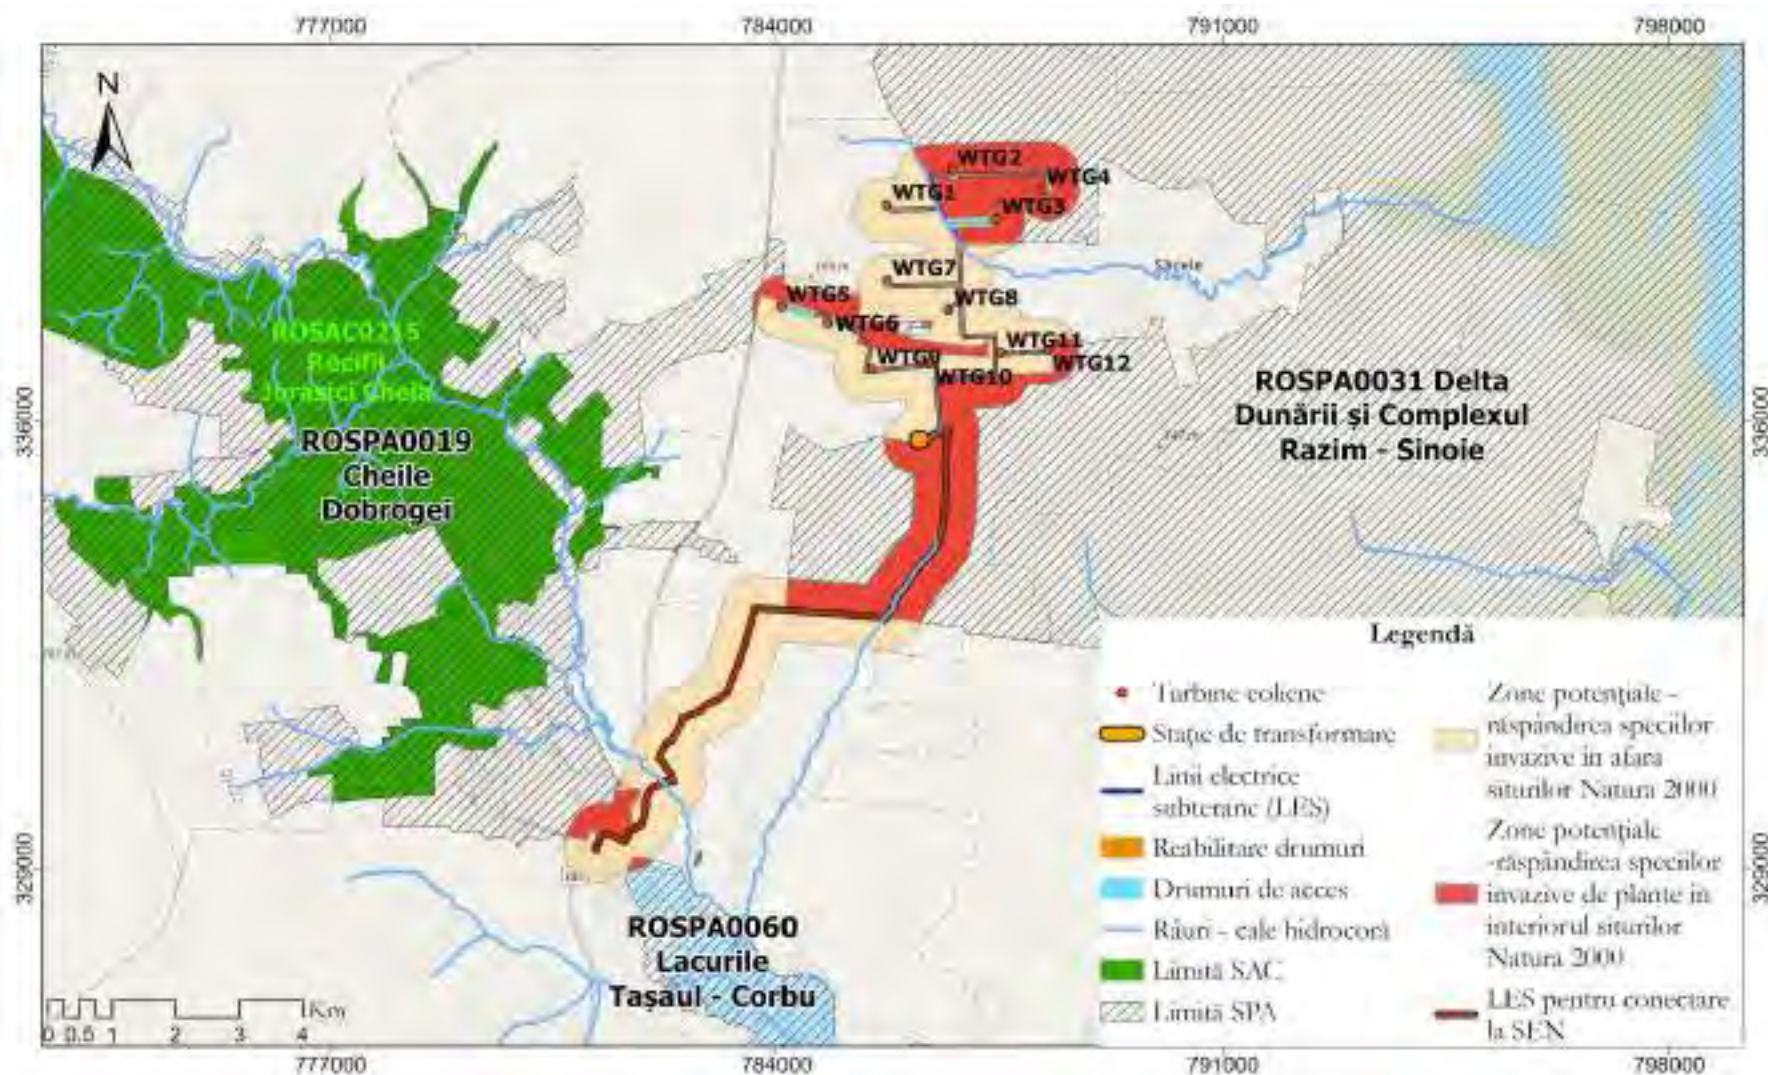 777000 784000 791000 798000
N
WTG2
WTG4
WTG1
WTG3
WTG7
Săcele
WTG5
WTG8
WTG6
WTG11
WTG9
WTG12
WTG10
ROSAC0215
Recifii
Jurasici Cheia
ROSPA0019
Cheile
Dobrogei
ROSPA0031 Delta
Dunării și Complexul
Razim - Sinoie
336000
336000
329000
329000
ROSPA0060
Lacurile
Tașaul - Corbu
Legendă
Turbine eoliene
Stație de transformare
Linii electrice
subterane (LES)
Reabilitare drumuri
Drumuri de acces
Râuri - cale hidrocoră
Limită SAC
Limită SPA
Zone potențiale -
răspândirea speciilor
invazive în afara
siturilor Natura 2000
Zone potențiale
-răspândirea speciilor
invazive de plante în
interiorul siturilor
Natura 2000
LES pentru conectare
la SEN
Km
0 0.5 1 2 3 4
777000 784000 791000 798000